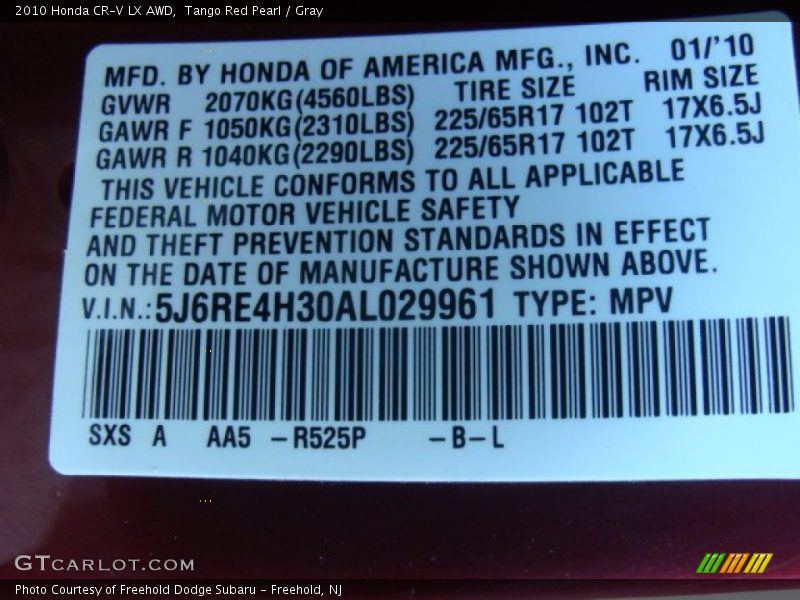 2010 Honda CR-V LX AWD,  Tango Red Pearl / Gray
MFD. BY HONDA OF AMERICA MFG., INC. 01/'10
GVWR 2070KG(4560LBS) TIRE SIZE RIM SIZE
GAWR F 1050KG(2310LBS) 225/65R17 102T 17X6.5J
GAWR R 1040KG(2290LBS) 225/65R17 102T 17X6.5J
THIS VEHICLE CONFORMS TO ALL APPLICABLE
FEDERAL MOTOR VEHICLE SAFETY
AND THEFT PREVENTION STANDARDS IN EFFECT
ON THE DATE OF MANUFACTURE SHOWN ABOVE.
V.I.N.: 5J6RE4H30AL029961 TYPE: MPV
SXS A AA5 -R525P -B-L
GTCARLOT.COM
Photo Courtesy of Freehold Dodge Subaru - Freehold, NJ